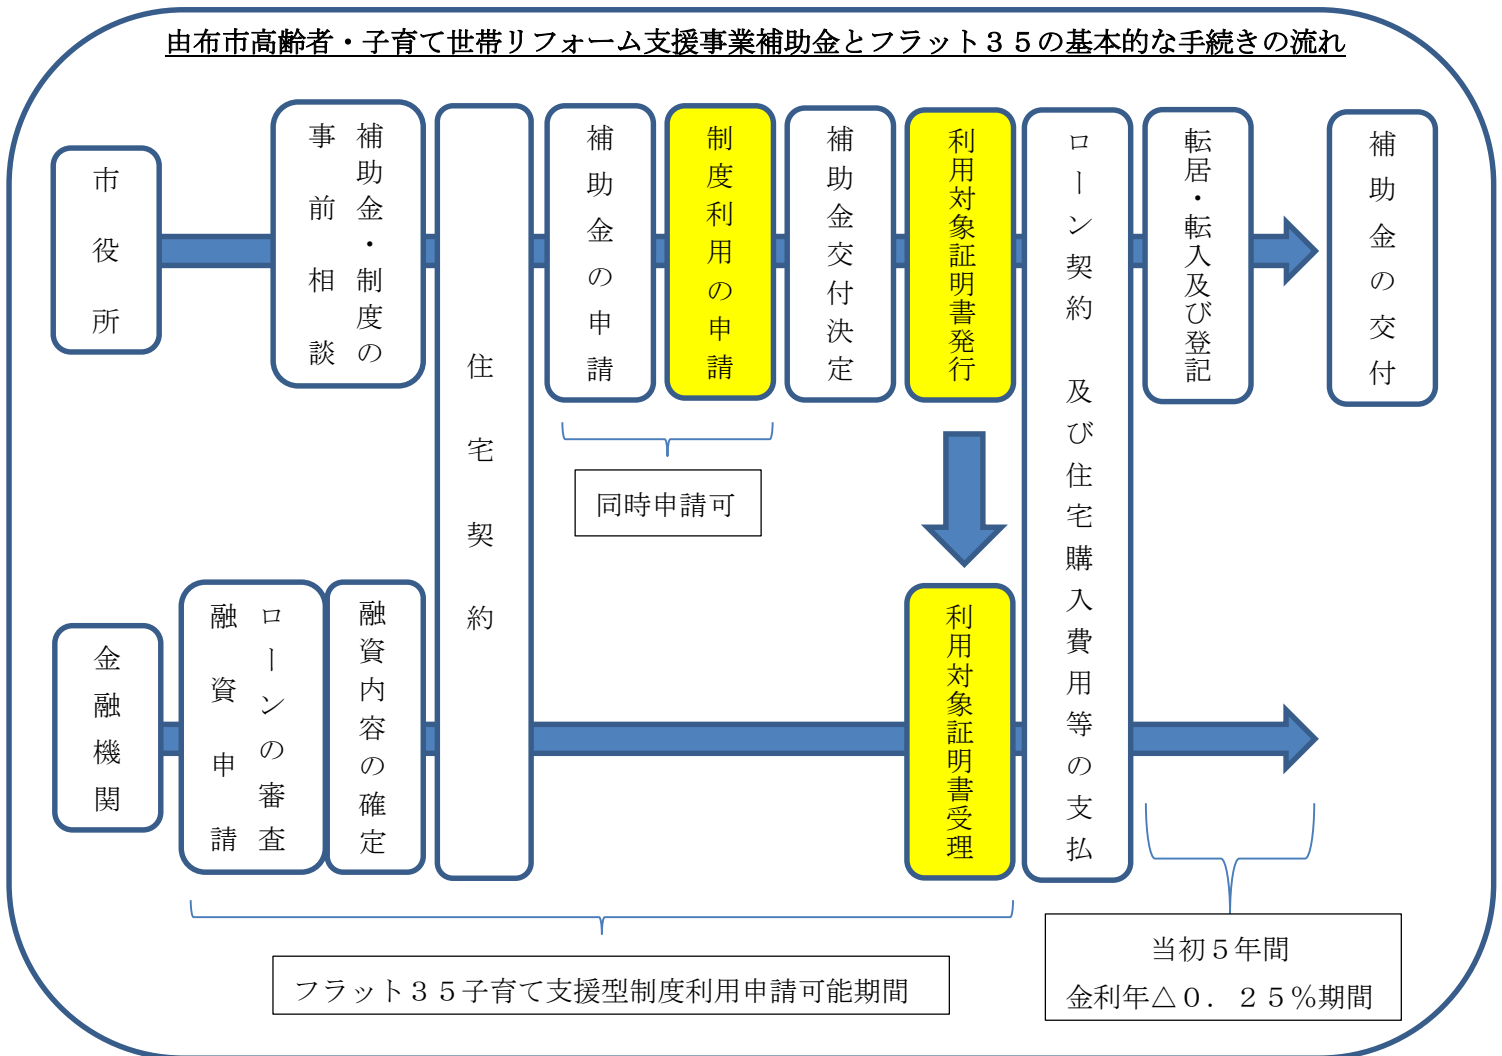 由布市高齢者・子育て世帯リフォーム支援事業補助金とフラット３５の基本的な手続きの流れ
市役所
補助金・制度の
事前相談
住宅契約
補助金の申請
制度利用の申請
補助金交付決定
利用対象証明書発行
ローン契約　及び住宅購入費用等の支払
転居・転入及び登記
補助金の交付
同時申請可
金融機関
ローンの審査
融資申請
融資内容の確定
利用対象証明書受理
フラット３５子育て支援型制度利用申請可能期間
当初５年間
金利年△０．２５％期間